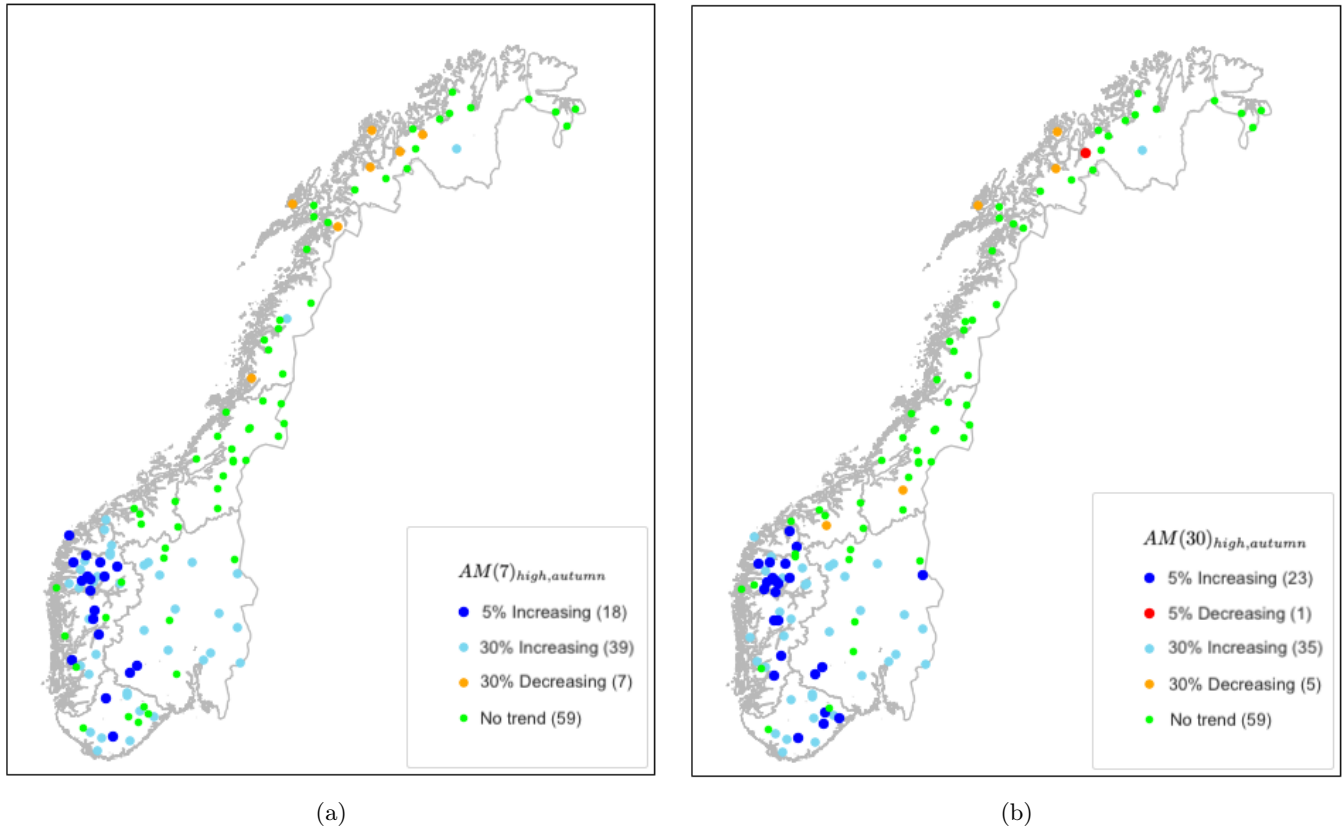 AM(7)high,autumn
5% Increasing (18)
30% Increasing (39)
30% Decreasing (7)
No trend (59)
AM(30)high,autumn
5% Increasing (23)
5% Decreasing (1)
30% Increasing (35)
30% Decreasing (5)
No trend (59)
(a)
(b)